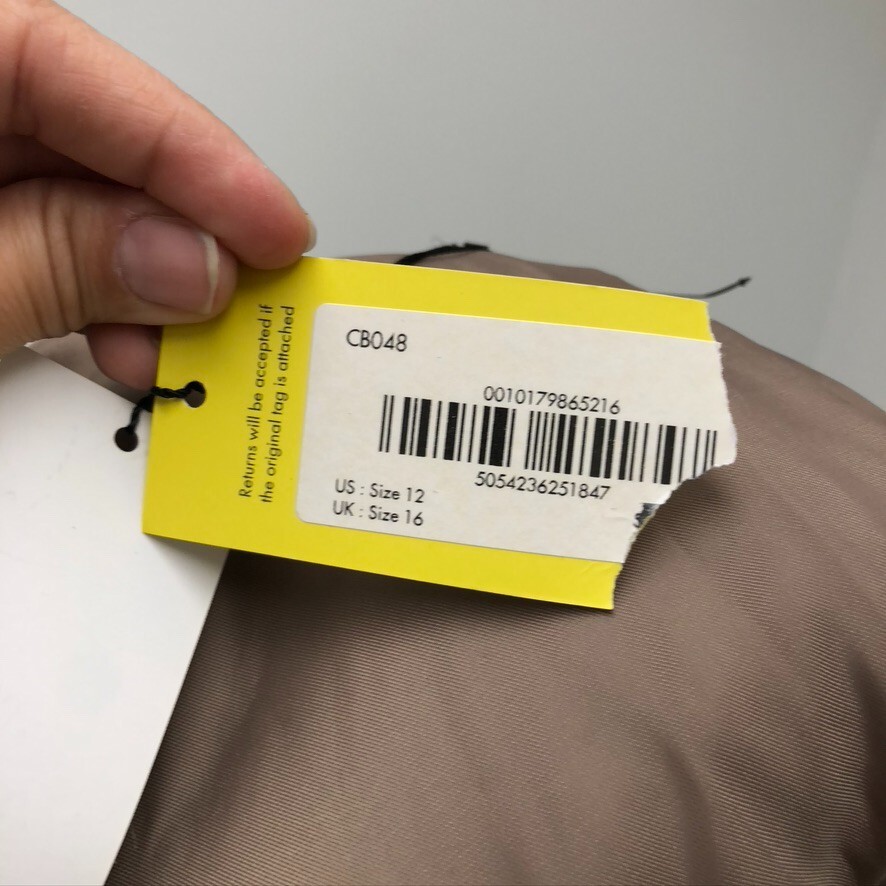 Returns will be accepted if
the original tag is attached
CB048
0010179865216
5054236251847
US : Size 12
UK : Size 16